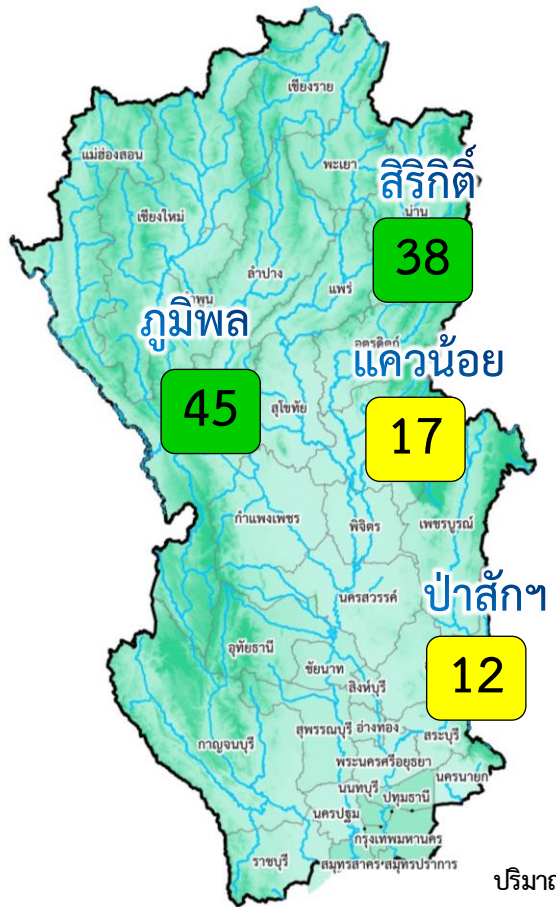 เชียงราย
แม่ฮ่องสอน
พะเยา
สิริกิติ์
น่าน
เชียงใหม่
38
ลำปาง
แพร่
ภูมิพล
อุตรดิตถ์
แควน้อย
45
สุโขทัย
17
กำแพงเพชร
พิจิตร
เพชรบูรณ์
นครสวรรค์
ป่าสักฯ
อุทัยธานี
ชัยนาท
12
สิงห์บุรี
สุพรรณบุรี อ่างทอง
สระบุรี
กาญจนบุรี
พระนครศรีอยุธยา
นครนายก
นนทบุรี
ปทุมธานี
นครปฐม
กรุงเทพมหานคร
ราชบุรี
สมุทรสาคร สมุทรปราการ